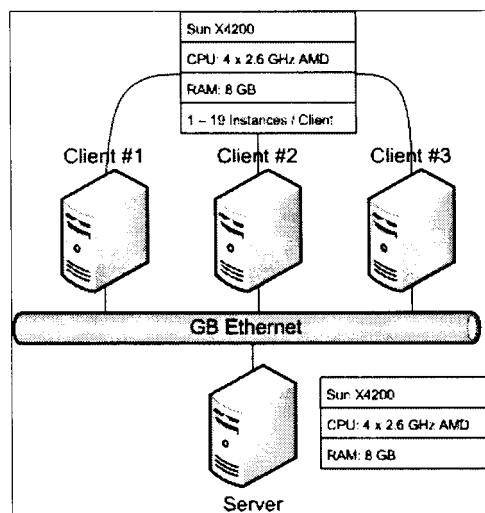 Sun X4200
CPU: 4 x 2.6 GHz AMD
RAM: 8 GB
1 – 19 Instances / Client
Client #1
Client #2
Client #3
GB Ethernet
Sun X4200
CPU: 4 x 2.6 GHz AMD
RAM: 8 GB
Server